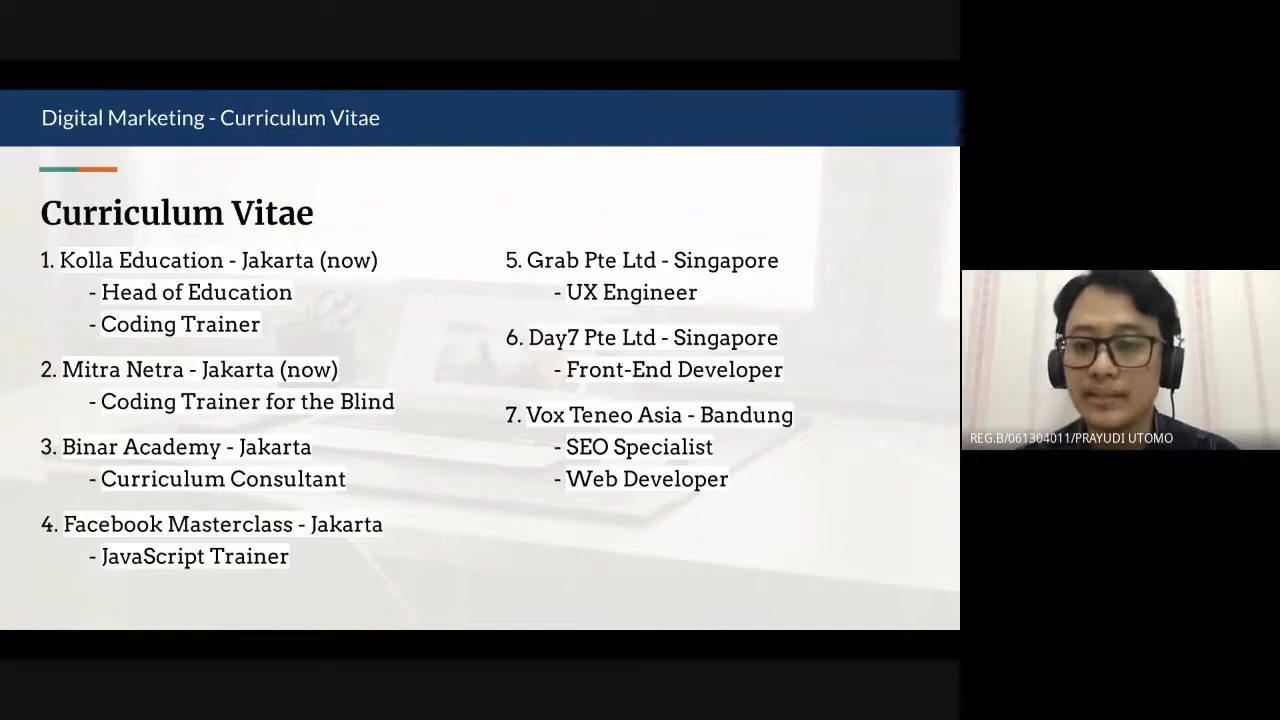 Digital Marketing - Curriculum Vitae
Curriculum Vitae
1. Kolla Education - Jakarta (now)
- Head of Education
- Coding Trainer
2. Mitra Netra - Jakarta (now)
- Coding Trainer for the Blind
3. Binar Academy - Jakarta
- Curriculum Consultant
4. Facebook Masterclass - Jakarta
- JavaScript Trainer
5. Grab Pte Ltd - Singapore
- UX Engineer
6. Day7 Pte Ltd - Singapore
- Front-End Developer
7. Vox Teneo Asia - Bandung
- SEO Specialist
- Web Developer
REG.B/061304011/PRAYUDI UTOMO